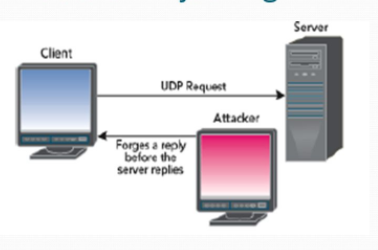 Server
Client
UDP Request
Attacker
Forges a reply
before the
server replies